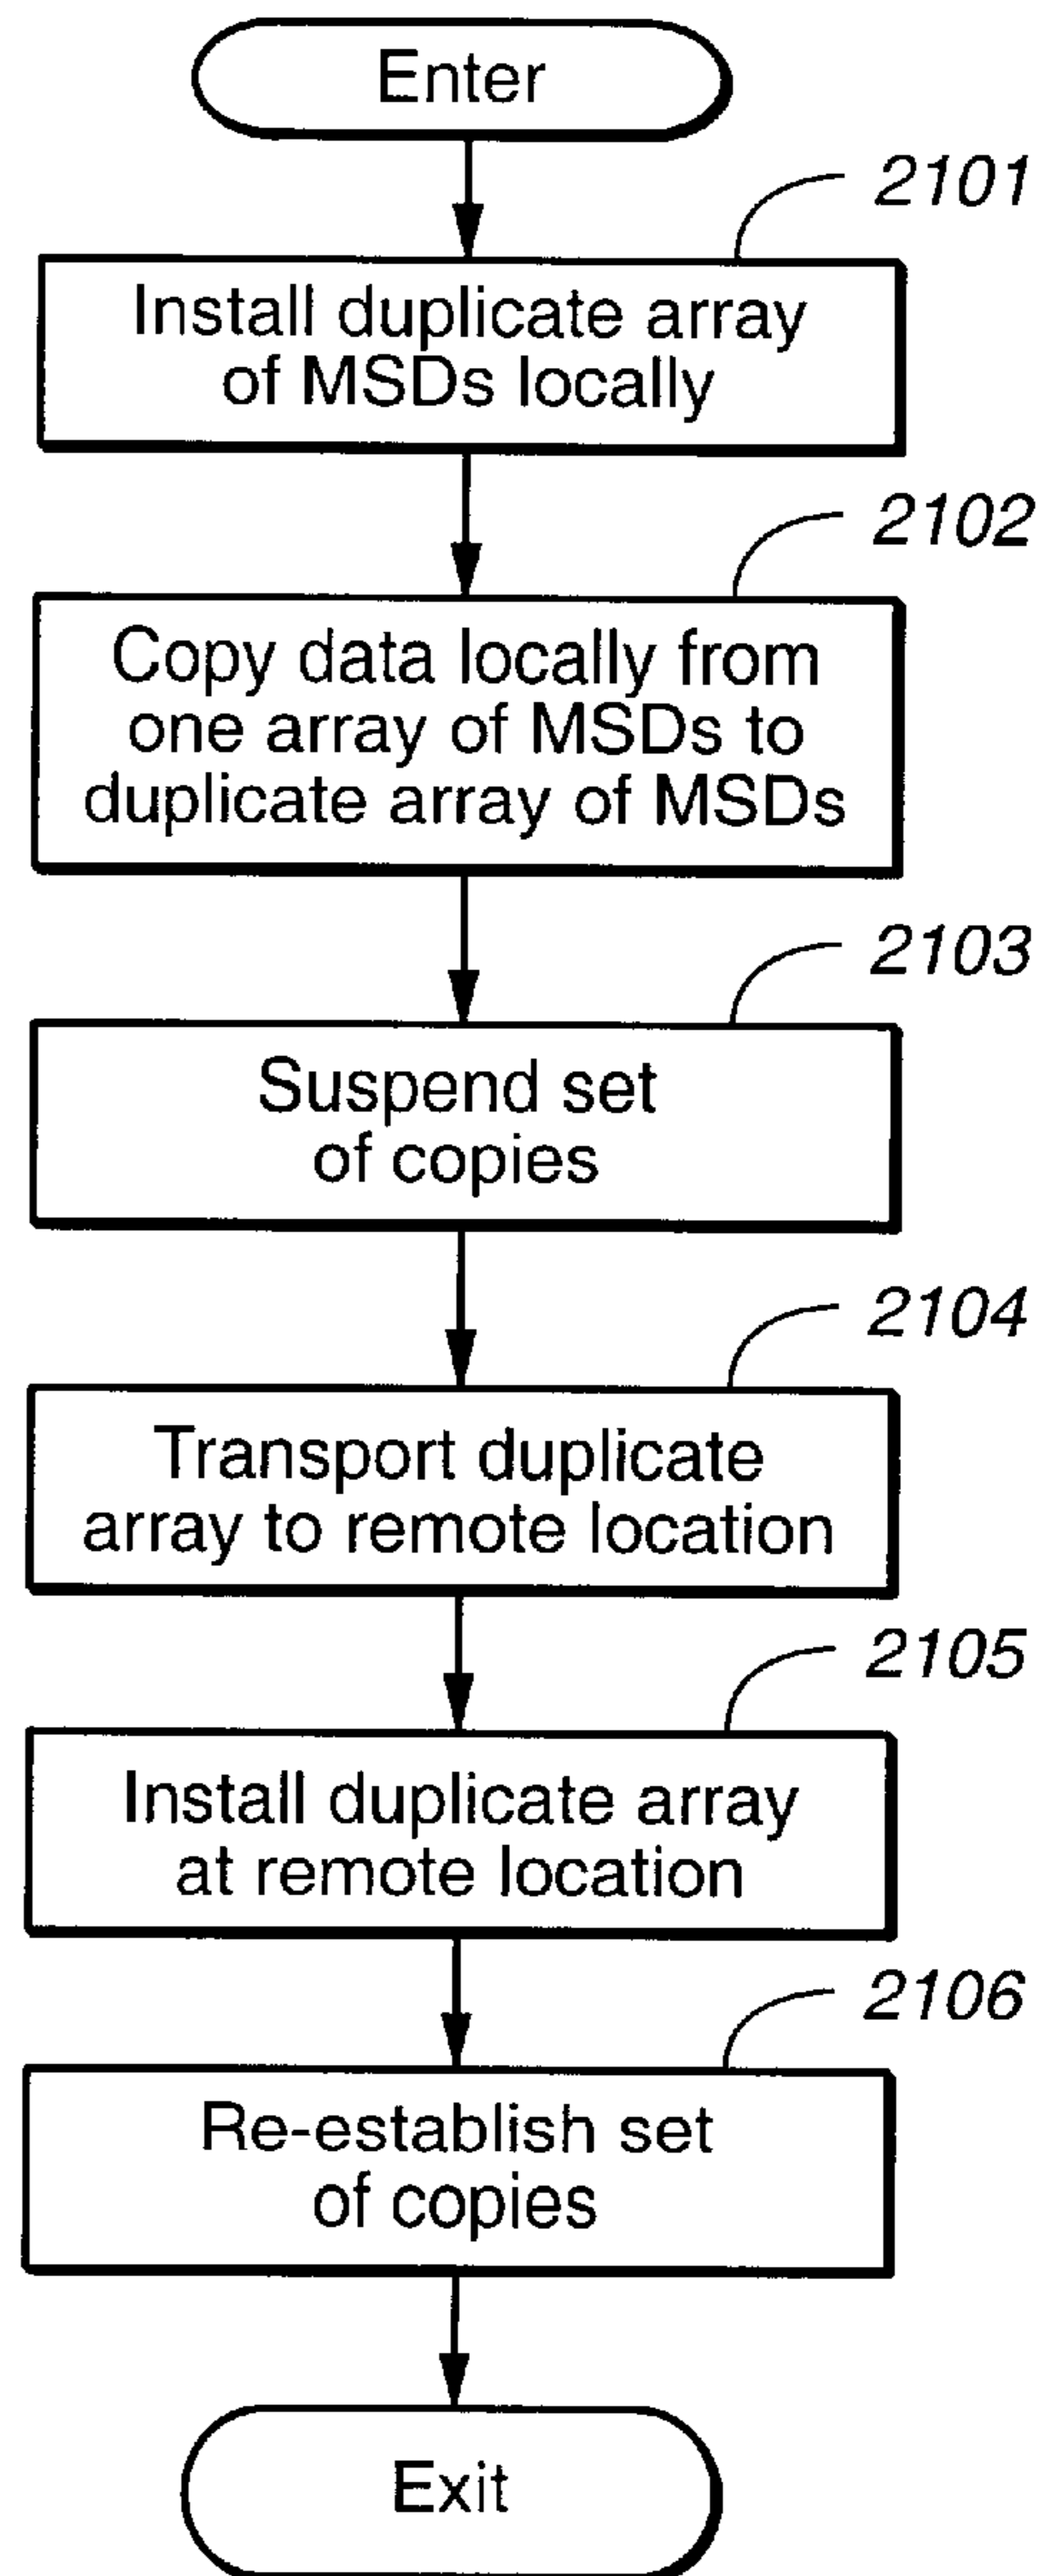 Enter
2101
Install duplicate array
of MSDs locally
2102
Copy data locally from
one array of MSDs to
duplicate array of MSDs
2103
Suspend set
of copies
2104
Transport duplicate
array to remote location
2105
Install duplicate array
at remote location
2106
Re-establish set
of copies
Exit